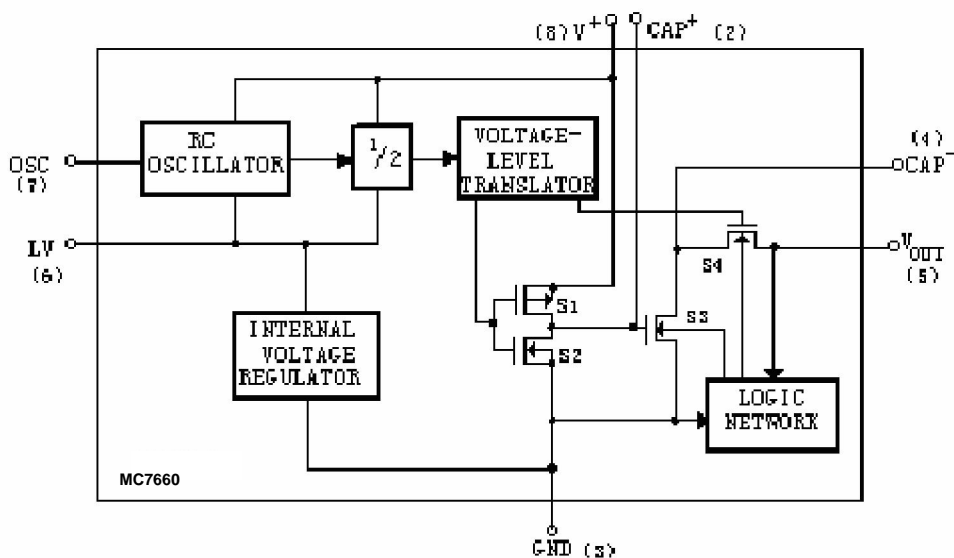 (8) V+
CAP+ (2)
RC
OSCILLATOR
1/2
VOLTAGE-
LEVEL
TRANSLATOR
(4)
CAP-
OSC
(7)
LV
(6)
VOUT
(5)
S4
S1
S3
S2
INTERNAL
VOLTAGE
REGULATOR
LOGIC
NETWORK
MC7660
GND (3)